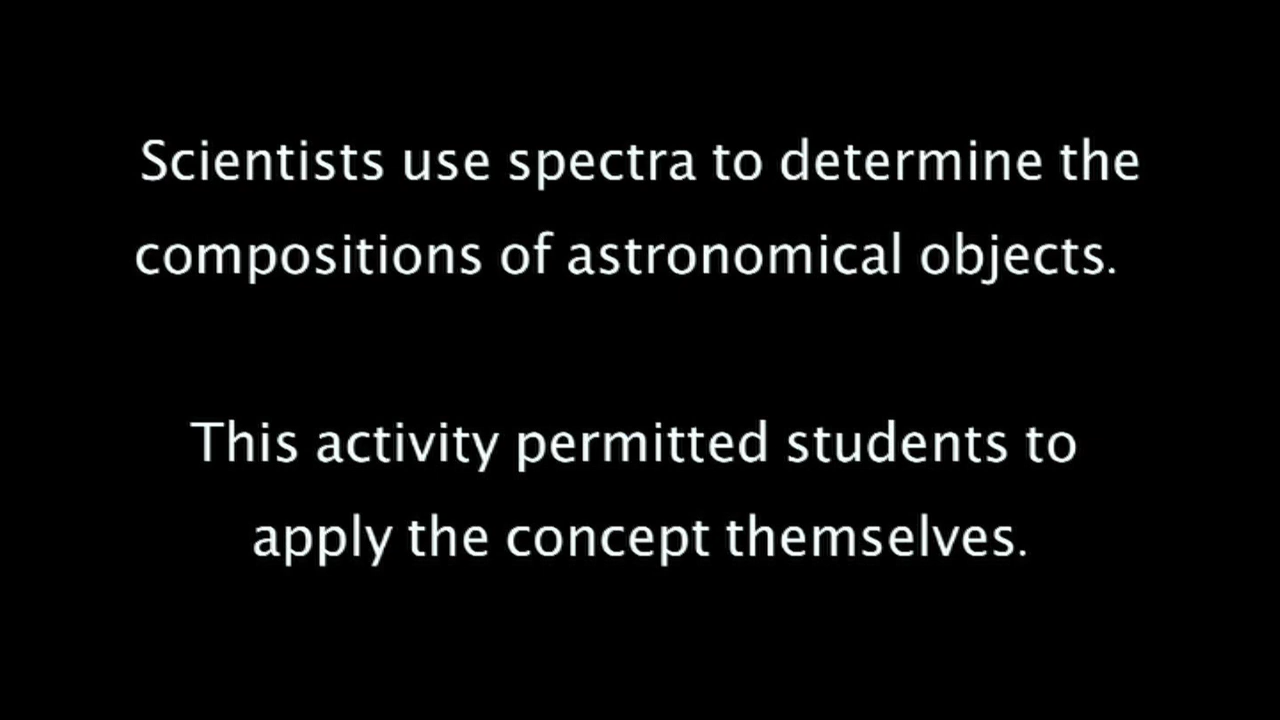 Scientists use spectra to determine the
compositions of astronomical objects.
This activity permitted students to
apply the concept themselves.